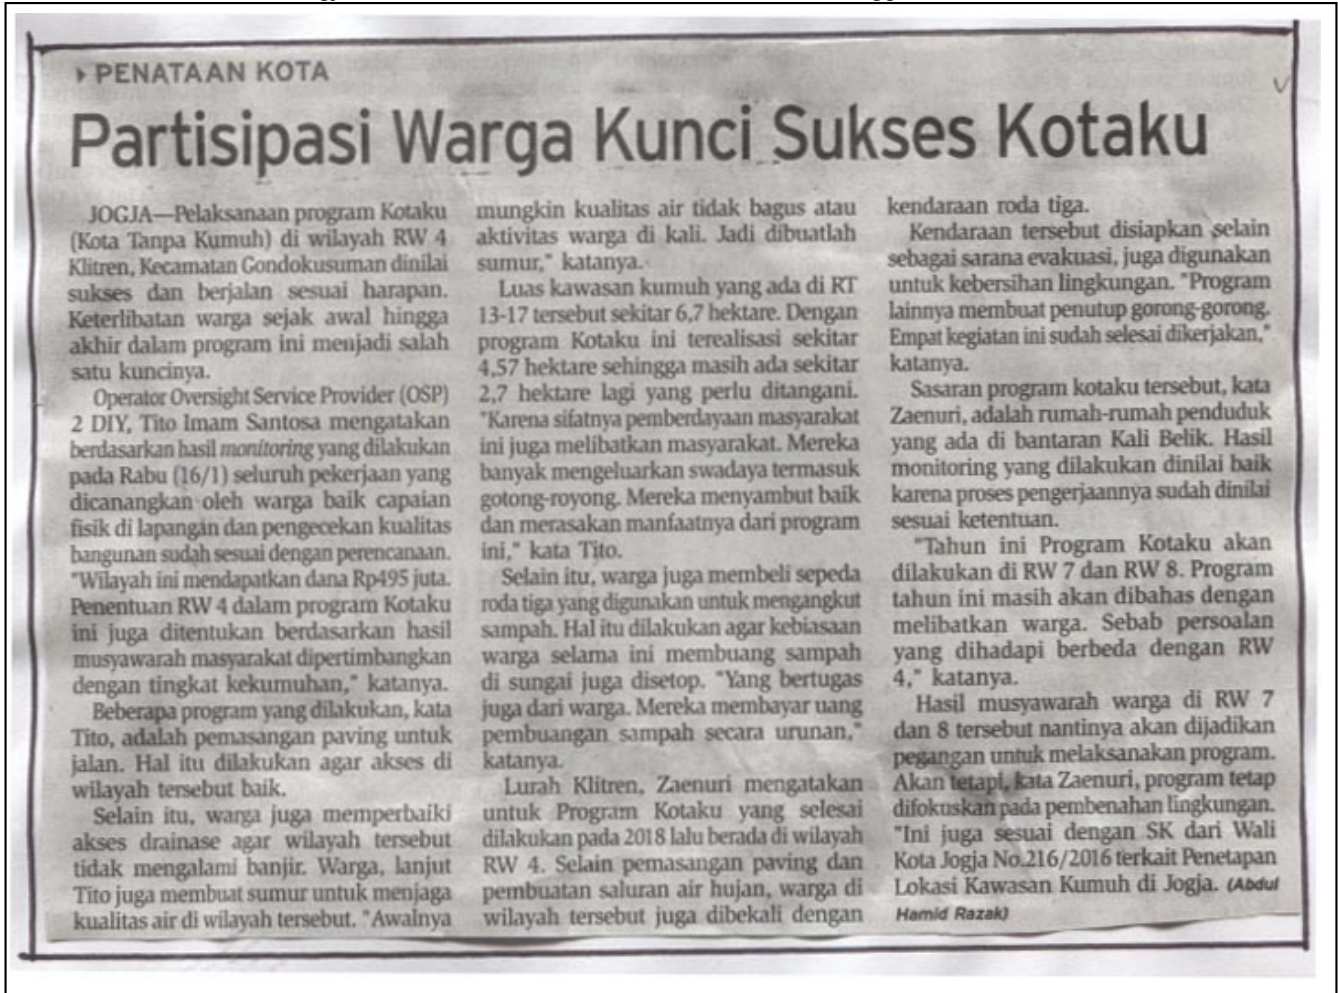 PENATAAN KOTA
Partisipasi Warga Kunci Sukses Kotaku
JOGJA—Pelaksanaan program Kotaku
(Kota Tanpa Kumuh) di wilayah RW 4
Klitren, Kecamatan Gondokusuman dinilai
sukses dan berjalan sesuai harapan.
Keterlibatan warga sejak awal hingga
akhir dalam program ini menjadi salah
satu kuncinya.
Operator Oversight Service Provider (OSP)
2 DIY, Tito Imam Santosa mengatakan
berdasarkan hasil monitoring yang dilakukan
pada Rabu (16/1) seluruh pekerjaan yang
dicanangkan oleh warga baik capaian
fisik di lapangan dan pengecekan kualitas
bangunan sudah sesuai dengan perencanaan.
"Wilayah ini mendapatkan dana Rp495 juta.
Penentuan RW 4 dalam program Kotaku
ini juga ditentukan berdasarkan hasil
musyawarah masyarakat dipertimbangkan
dengan tingkat kekumuhan," katanya.
Beberapa program yang dilakukan, kata
Tito, adalah pemasangan paving untuk
jalan. Hal itu dilakukan agar akses di
wilayah tersebut baik.
Selain itu, warga juga memperbaiki
akses drainase agar wilayah tersebut
tidak mengalami banjir. Warga, lanjut
Tito juga membuat sumur untuk menjaga
kualitas air di wilayah tersebut. "Awalnya
mungkin kualitas air tidak bagus atau
aktivitas warga di kali. Jadi dibuatlah
sumur," katanya.
Luas kawasan kumuh yang ada di RT
13-17 tersebut sekitar 6,7 hektare. Dengan
program Kotaku ini terealisasi sekitar
4,57 hektare sehingga masih ada sekitar
2,7 hektare lagi yang perlu ditangani.
"Karena sifatnya pemberdayaan masyarakat
ini juga melibatkan masyarakat. Mereka
banyak mengeluarkan swadaya termasuk
gotong-royong. Mereka menyambut baik
dan merasakan manfaatnya dari program
ini," kata Tito.
Selain itu, warga juga membeli sepeda
roda tiga yang digunakan untuk mengangkut
sampah. Hal itu dilakukan agar kebiasaan
warga selama ini membuang sampah
di sungai juga disetop. "Yang bertugas
juga dari warga. Mereka membayar uang
pembuangan sampah secara urunan,"
katanya.
Lurah Klitren, Zaenuri mengatakan
untuk Program Kotaku yang selesai
dilakukan pada 2018 lalu berada di wilayah
RW 4. Selain pemasangan paving dan
pembuatan saluran air hujan, warga di
wilayah tersebut juga dibekali dengan
kendaraan roda tiga.
Kendaraan tersebut disiapkan selain
sebagai sarana evakuasi, juga digunakan
untuk kebersihan lingkungan. "Program
lainnya membuat penutup gorong-gorong.
Empat kegiatan ini sudah selesai dikerjakan,"
katanya.
Sasaran program kotaku tersebut, kata
Zaenuri, adalah rumah-rumah penduduk
yang ada di bantaran Kali Belik. Hasil
monitoring yang dilakukan dinilai baik
karena proses pengerjaannya sudah dinilai
sesuai ketentuan.
"Tahun ini Program Kotaku akan
dilakukan di RW 7 dan RW 8. Program
tahun ini masih akan dibahas dengan
melibatkan warga. Sebab persoalan
yang dihadapi berbeda dengan RW
4," katanya.
Hasil musyawarah warga di RW 7
dan 8 tersebut nantinya akan dijadikan
pegangan untuk melaksanakan program.
Akan tetapi, kata Zaenuri, program tetap
difokuskan pada pembenahan lingkungan.
"Ini juga sesuai dengan SK dari Wali
Kota Jogja No.216/2016 terkait Penetapan
Lokasi Kawasan Kumuh di Jogja. (Abdul
Hamid Razak)